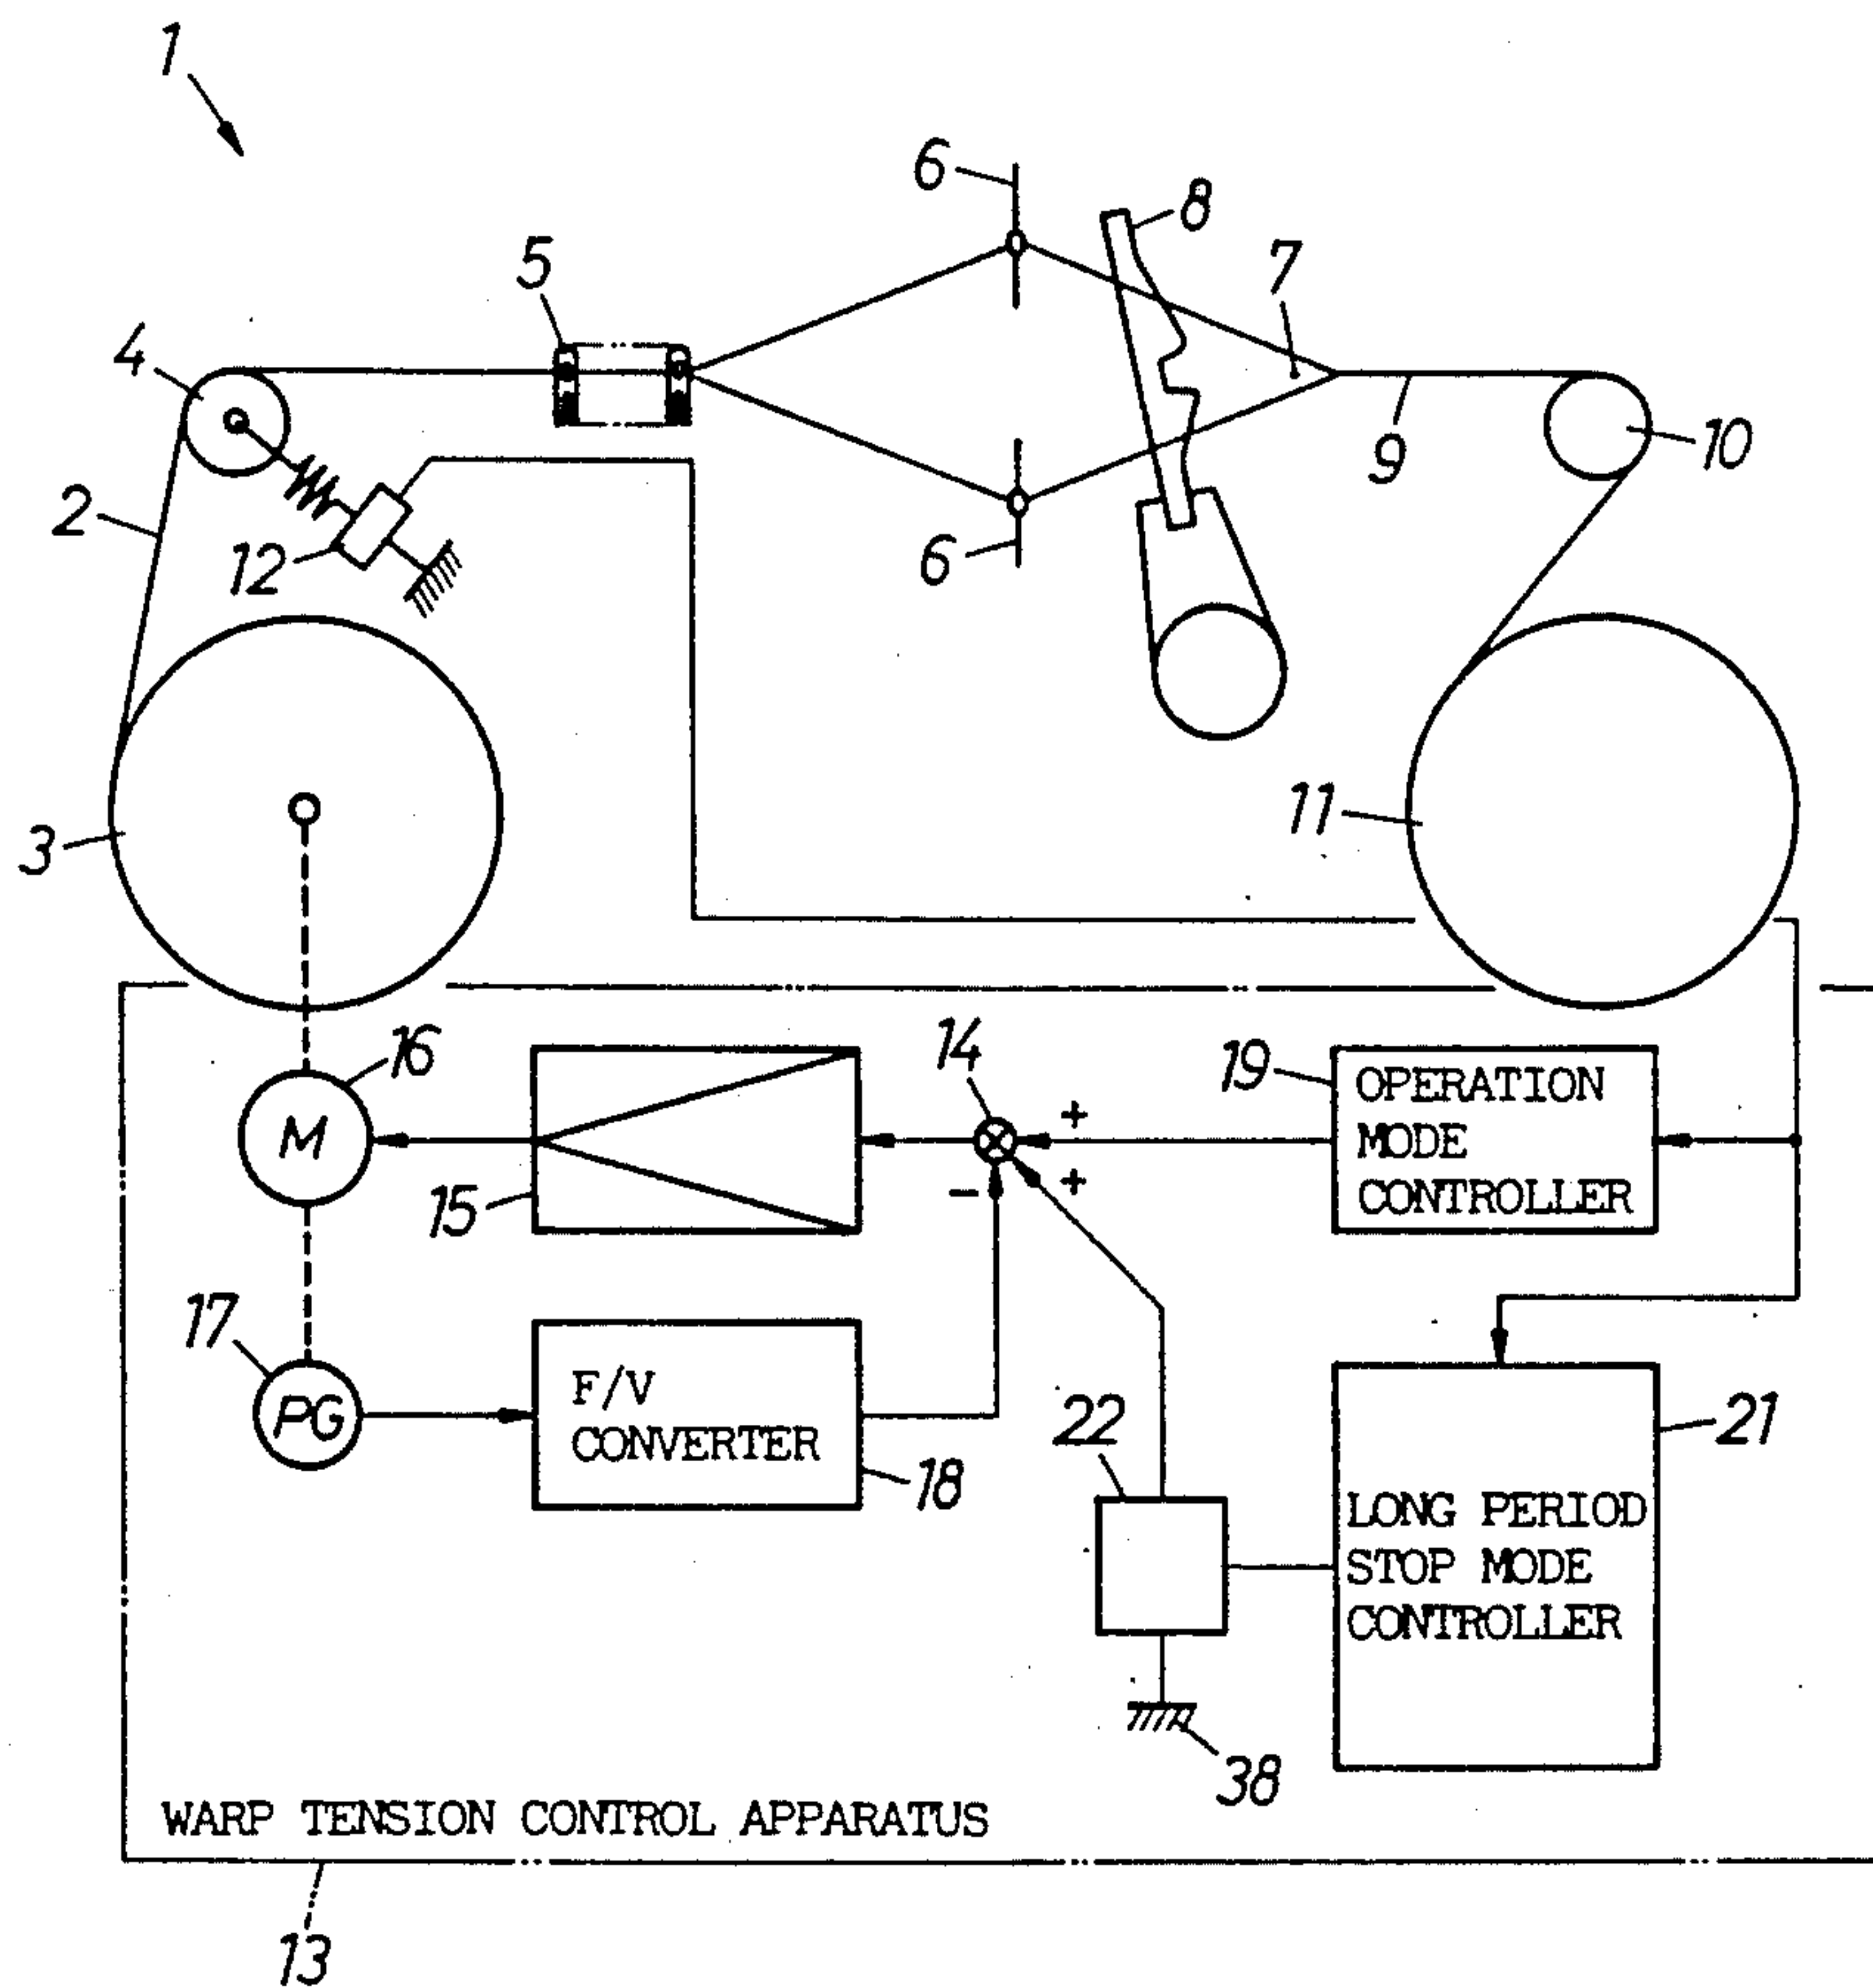 1
6
8
5
7
4
9
10
2
12
6
3
11
16
14
19
OPERATION
MODE
CONTROLLER
+
+
-
M
15
17
PG
F/V
CONVERTER
18
22
21
LONG PERIOD
STOP MODE
CONTROLLER
38
WARP TENSION CONTROL APPARATUS
13